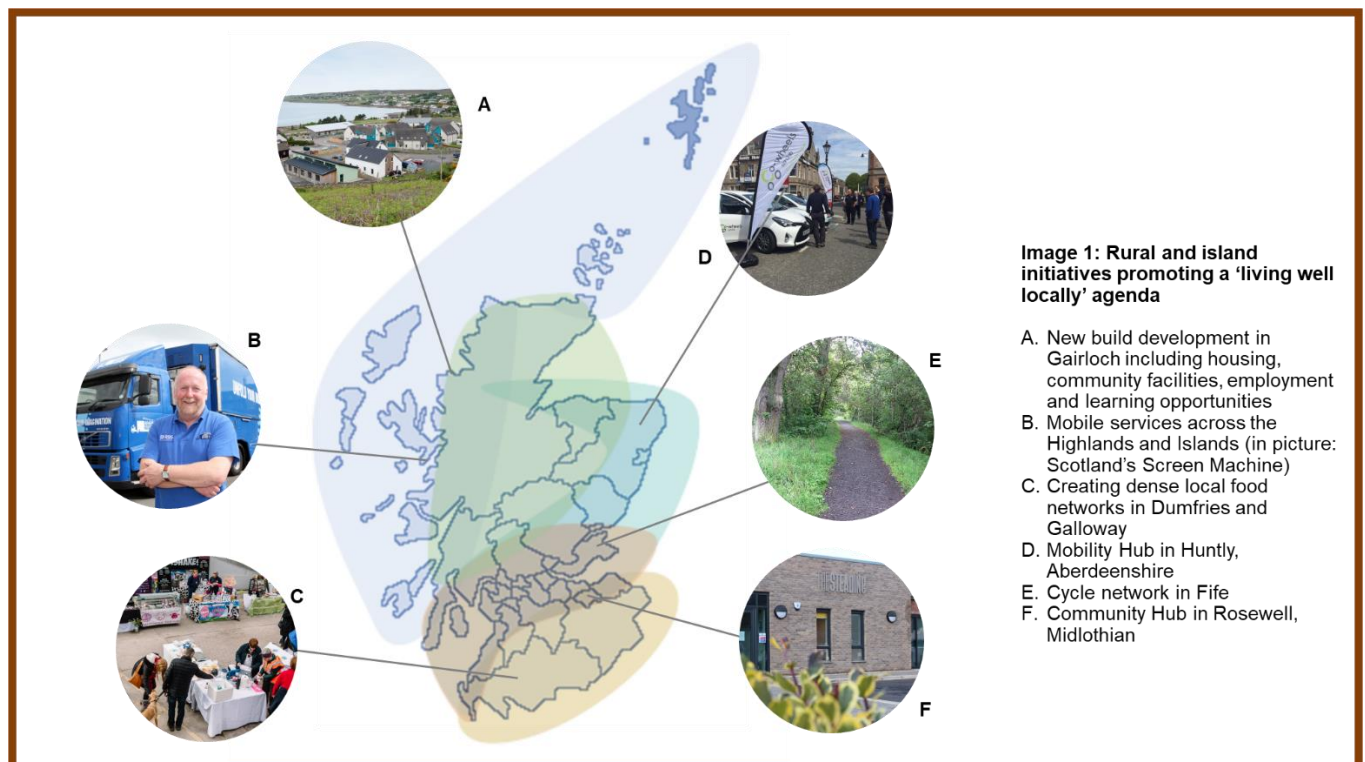 A
B
C
D
E
F
co-wheels
Image 1: Rural and island
initiatives promoting a ‘living well
locally’ agenda
A. New build development in
Gairloch including housing,
community facilities, employment
and learning opportunities
B. Mobile services across the
Highlands and Islands (in picture:
Scotland’s Screen Machine)
C. Creating dense local food
networks in Dumfries and
Galloway
D. Mobility Hub in Huntly,
Aberdeenshire
E. Cycle network in Fife
F. Community Hub in Rosewell,
Midlothian